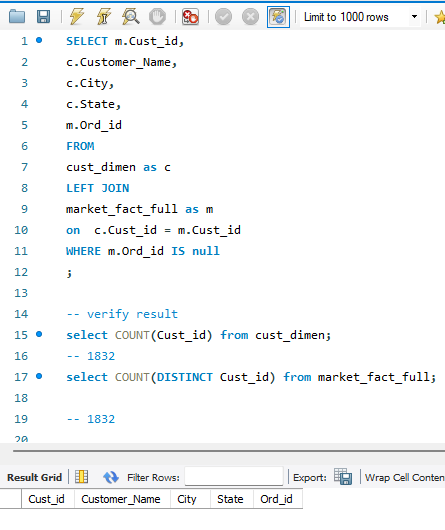 Limit to 1000 rows
1 SELECT m.Cust_id,
2 c.Customer_Name,
3 c.City,
4 c.State,
5 m.Ord_id
6 FROM
7 cust_dimen as c
8 LEFT JOIN
9 market_fact_full as m
10 on  c.Cust_id = m.Cust_id
11 WHERE m.Ord_id IS null
12 ;
13
14 -- verify result
15 select COUNT(Cust_id) from cust_dimen;
16 -- 1832
17 select COUNT(DISTINCT Cust_id) from market_fact_full;
18
19 -- 1832
20
Result Grid Filter Rows: Export: Wrap Cell Conten
Cust_id Customer_Name City State Ord_id